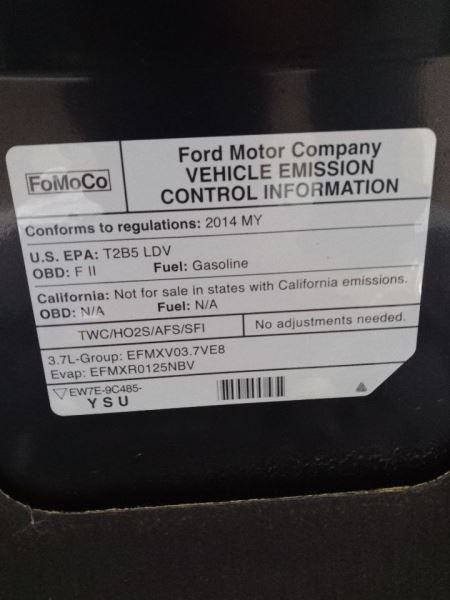 FoMoCo
Ford Motor Company
VEHICLE EMISSION
CONTROL INFORMATION
Conforms to regulations: 2014 MY
U.S. EPA: T2B5 LDV
OBD: F II Fuel: Gasoline
California: Not for sale in states with California emissions.
OBD: N/A Fuel: N/A
TWC/HO2S/AFS/SFI
No adjustments needed.
3.7L-Group: EFMXV03.7VE8
Evap: EFMXR0125NBV
EW7E-9C485-
Y S U